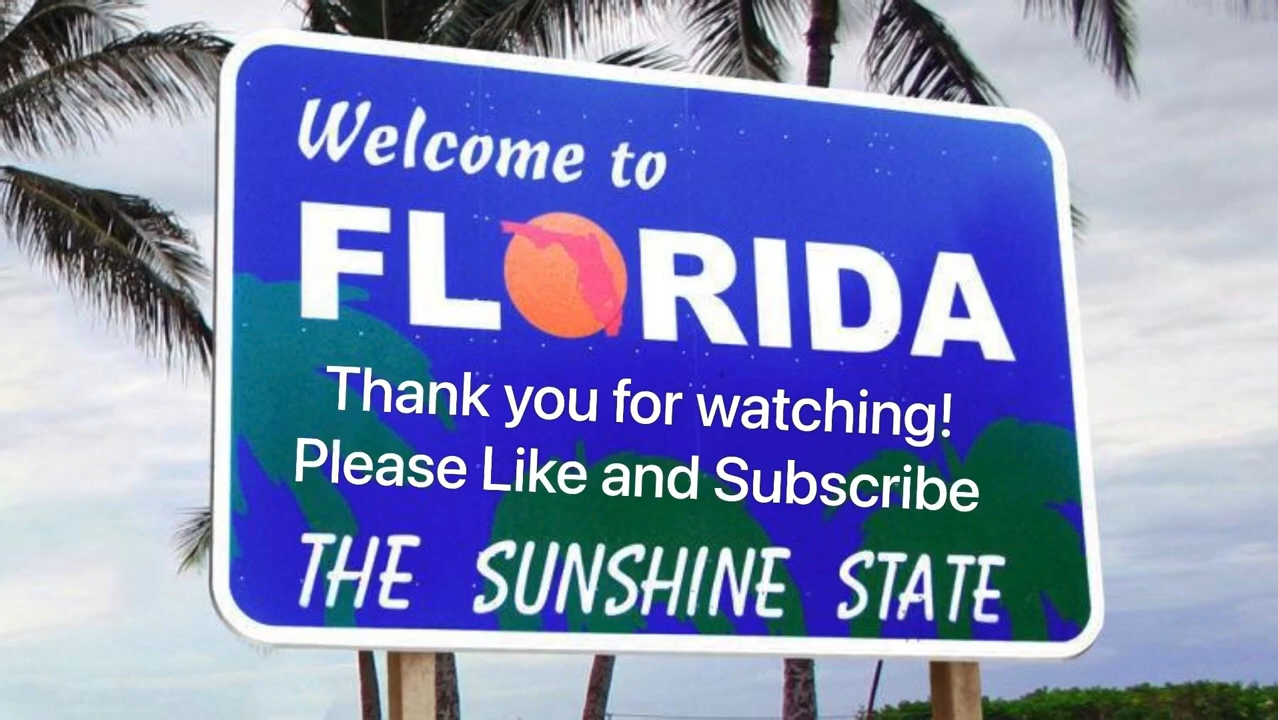 Welcome to
FLORIDA
Thank you for watching!
Please Like and Subscribe
THE SUNSHINE STATE